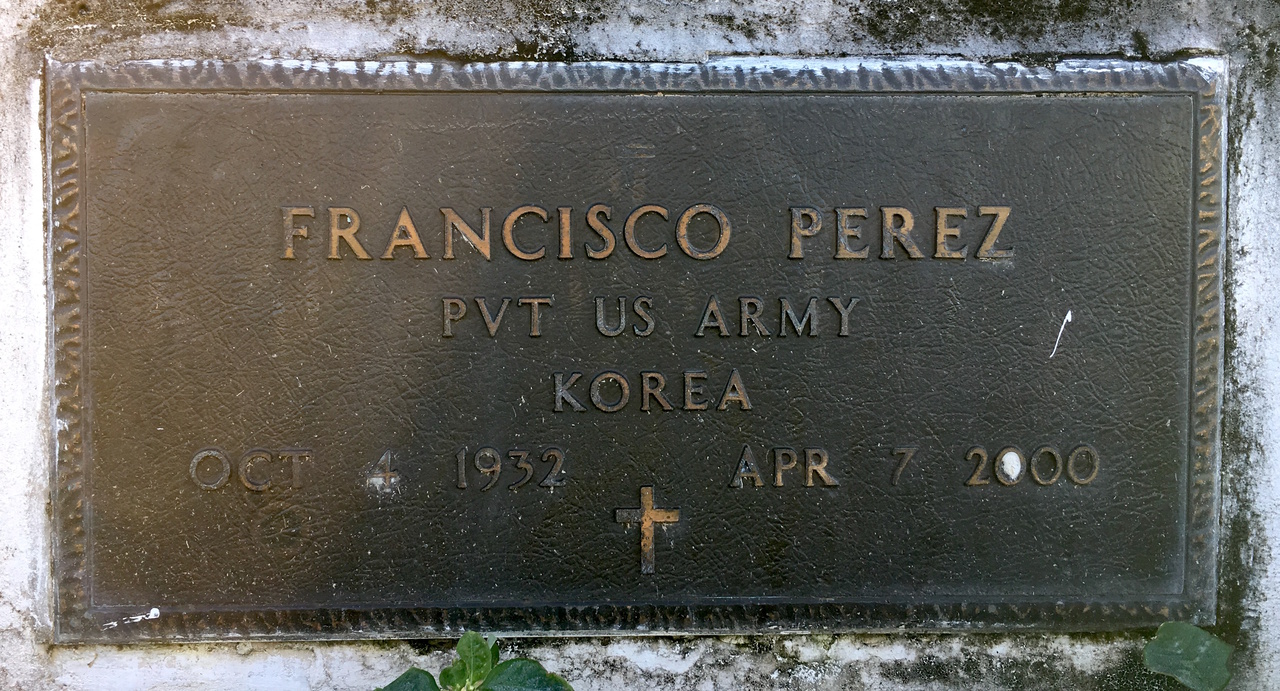 FRANCISCO PEREZ
PVT US ARMY
KOREA
OCT 4 1932 APR 7 2000